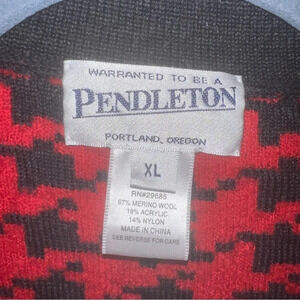 WARRANTED TO BE A
PENDLETON
PORTLAND, OREGON
XL
RN#29685
67% MERINO WOOL
19% ACRYLIC
14% NYLON
MADE IN CHINA
SEE REVERSE FOR CARE